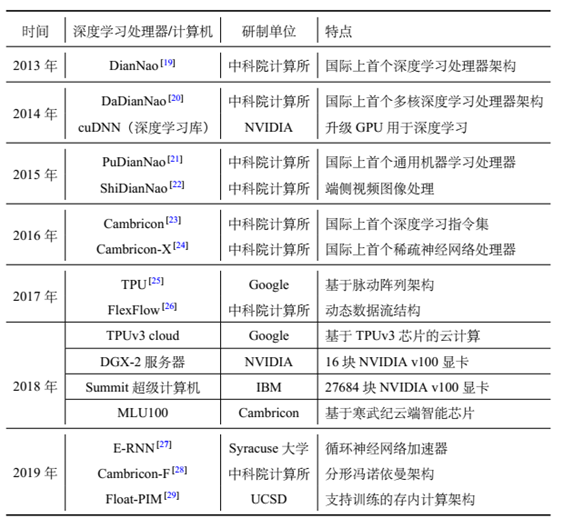 时间 深度学习处理器/计算机 研制单位 特点
2013 年 DianNao[19] 中科院计算所 国际上首个深度学习处理器架构
2014 年 DaDianNao[20] 中科院计算所 国际上首个多核深度学习处理器架构
cuDNN（深度学习库） NVIDIA 升级 GPU 用于深度学习
2015 年 PuDianNao[21] 中科院计算所 国际上首个通用机器学习处理器
ShiDianNao[22] 中科院计算所 端侧视频图像处理
2016 年 Cambricon[23] 中科院计算所 国际上首个深度学习指令集
Cambricon-X[24] 中科院计算所 国际上首个稀疏神经网络处理器
2017 年 TPU[25] Google 基于脉动阵列架构
FlexFlow[26] 中科院计算所 动态数据流结构
2018 年 TPUv3 cloud Google 基于 TPUv3 芯片的云计算
DGX-2 服务器 NVIDIA 16 块 NVIDIA v100 显卡
Summit 超级计算机 IBM 27684 块 NVIDIA v100 显卡
MLU100 Cambricon 基于寒武纪云端智能芯片
2019 年 E-RNN[27] Syracuse 大学 循环神经网络加速器
Cambricon-F[28] 中科院计算所 分形冯诺依曼架构
Float-PIM[29] UCSD 支持训练的存内计算架构